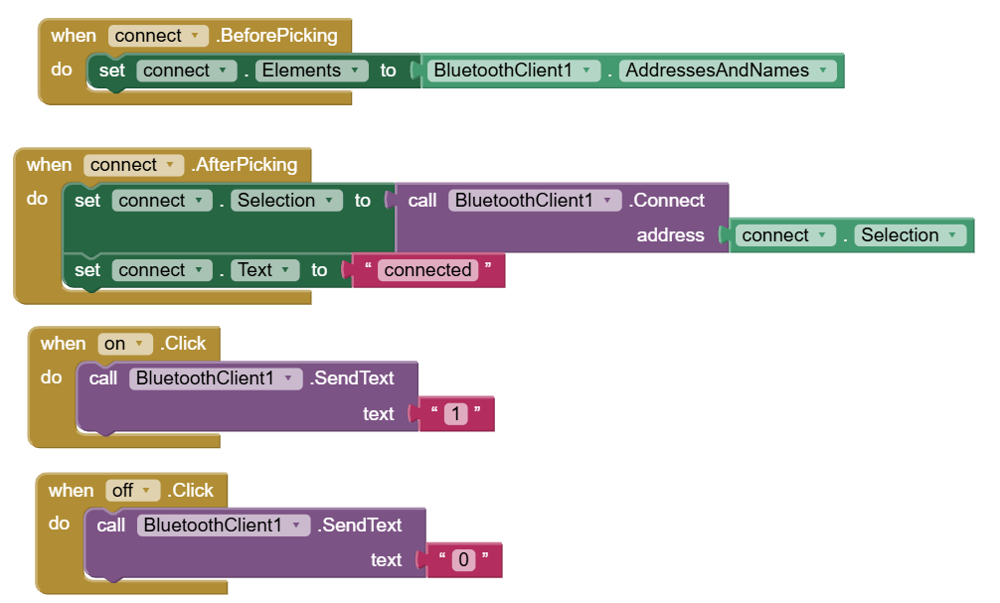 when connect .BeforePicking
do set connect . Elements to BluetoothClient1 . AddressesAndNames
when connect .AfterPicking
do set connect . Selection to call BluetoothClient1 .Connect
address connect . Selection
set connect . Text to “ connected ”
when on .Click
do call BluetoothClient1 .SendText
text “ 1 ”
when off .Click
do call BluetoothClient1 .SendText
text “ 0 ”